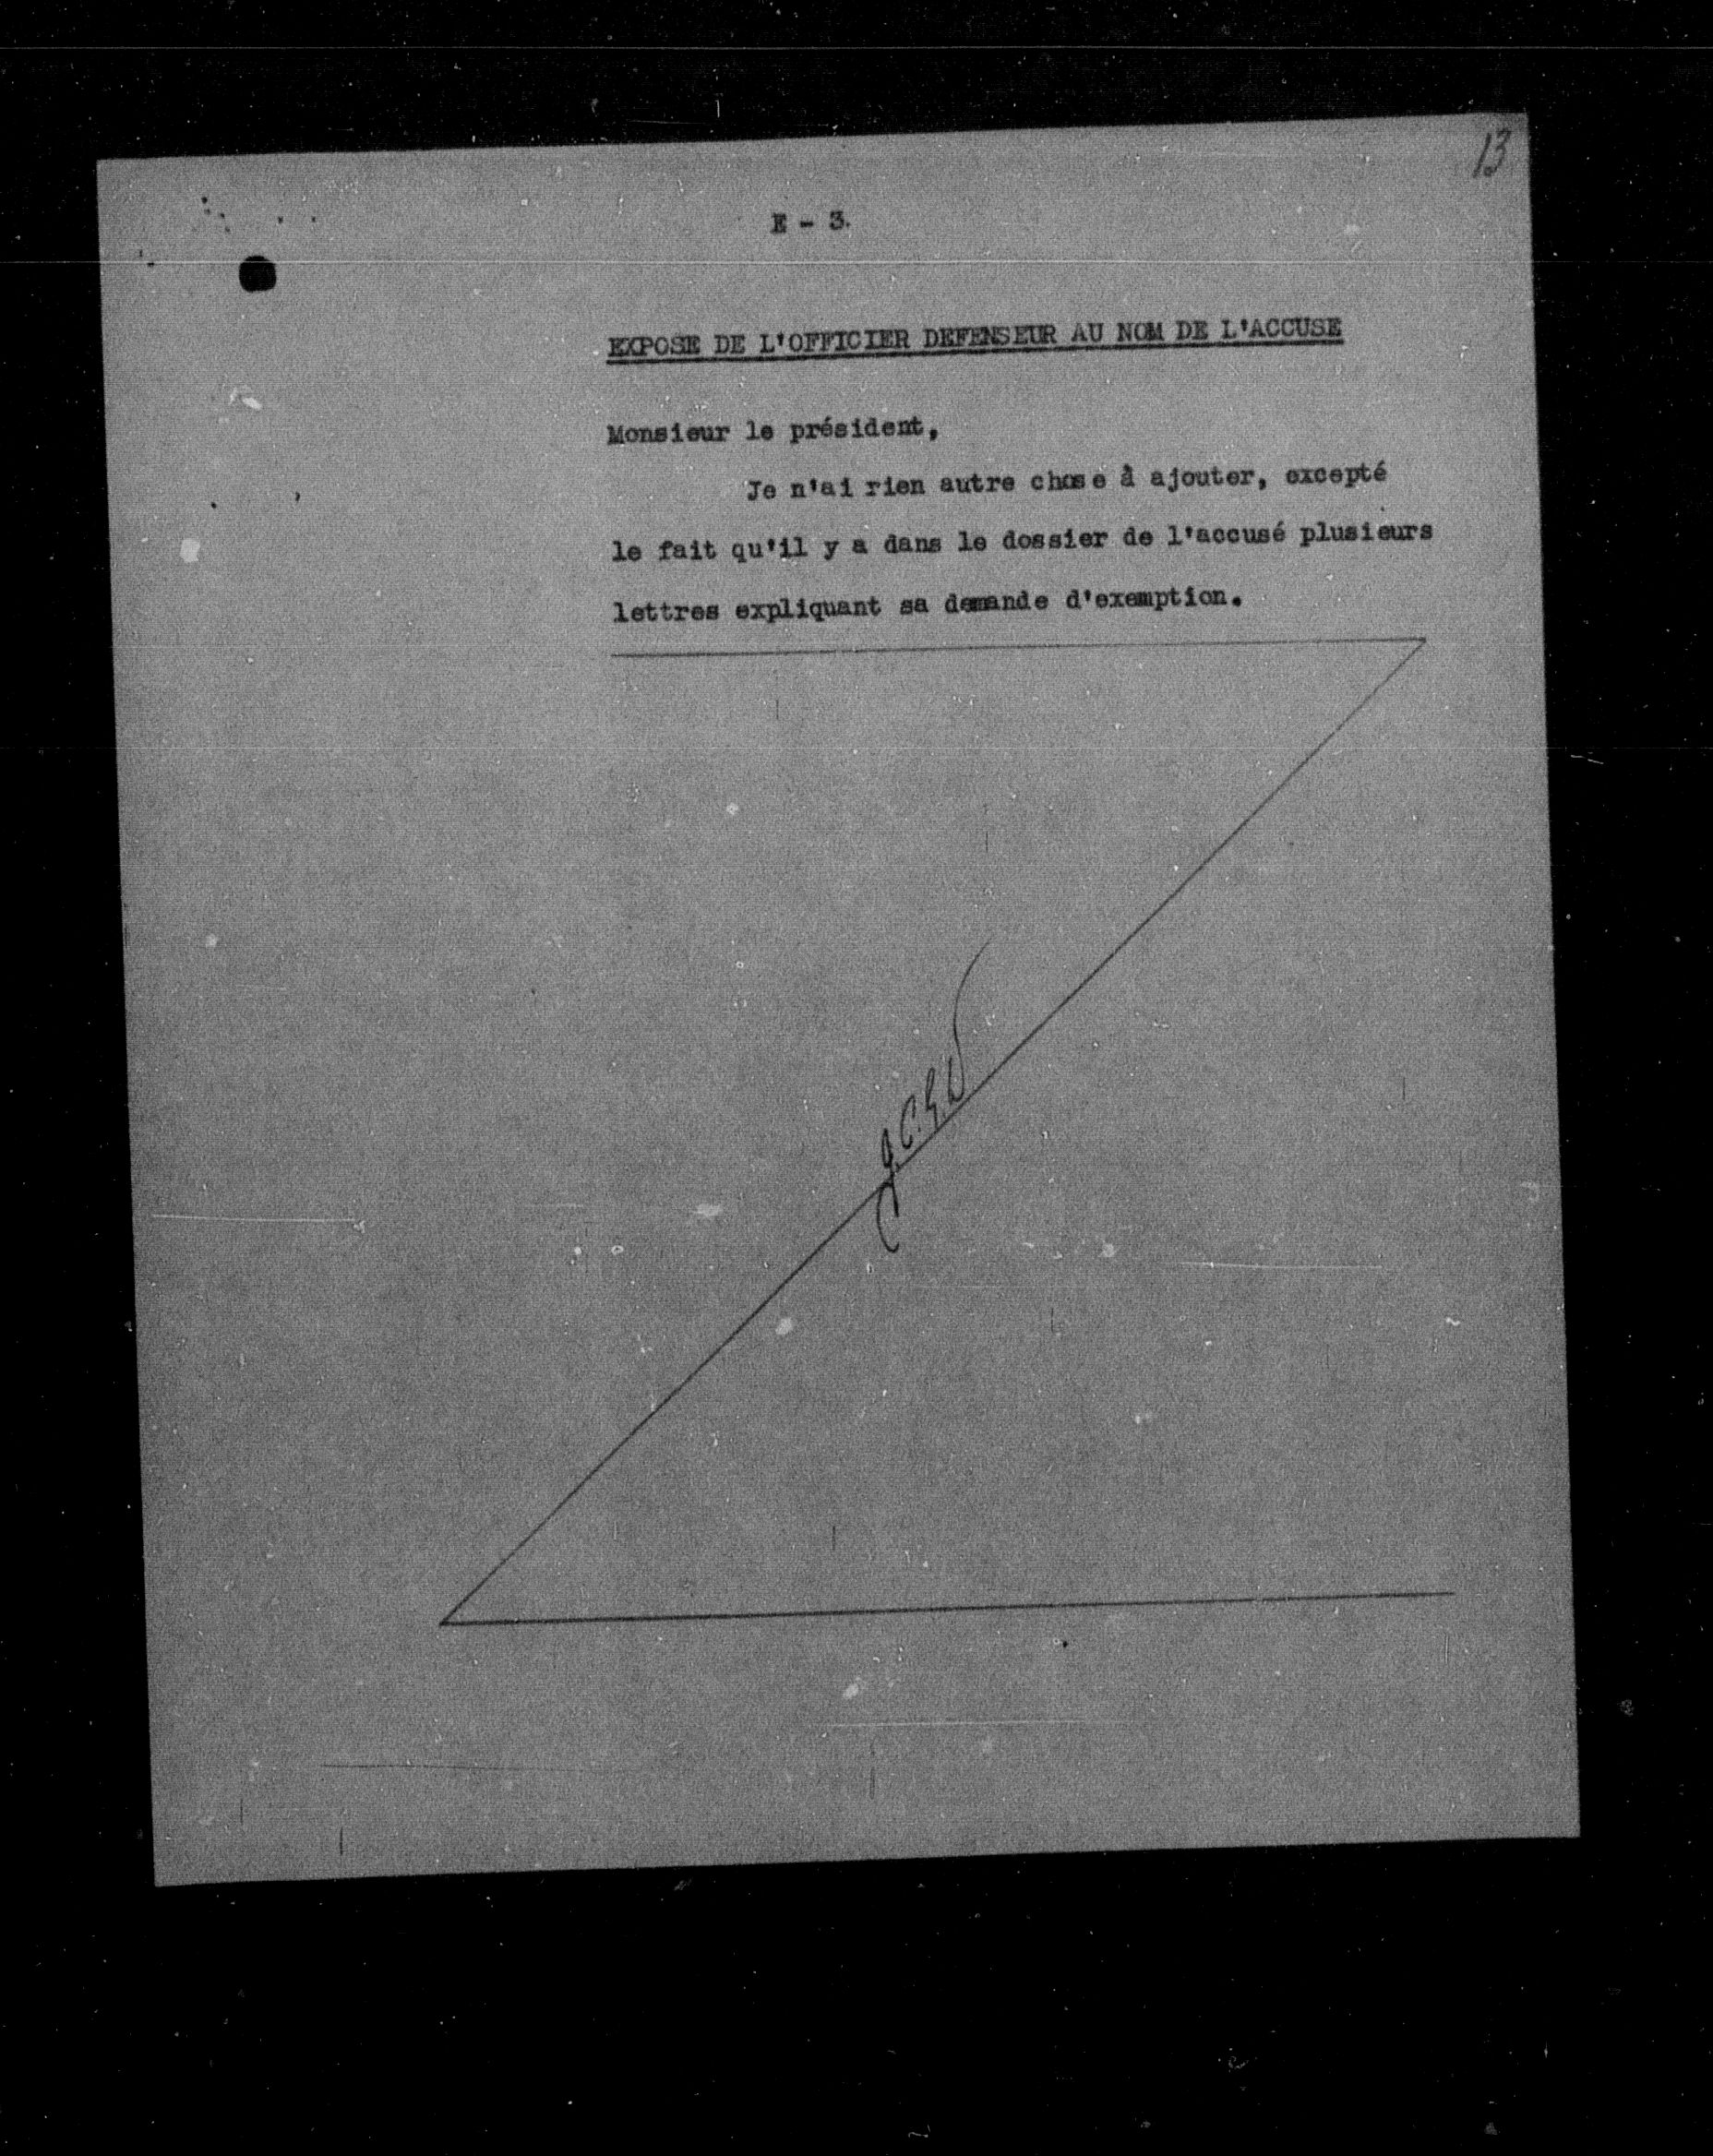 13
E - 3.
EXPOSE DE L'OFFICIER DEFENSEUR AU NOM DE L'ACCUSE
Monsieur le président,
Je n'ai rien autre chose à ajouter, excepté
le fait qu'il y a dans le dossier de l'accusé plusieurs
lettres expliquant sa demande d'exemption.